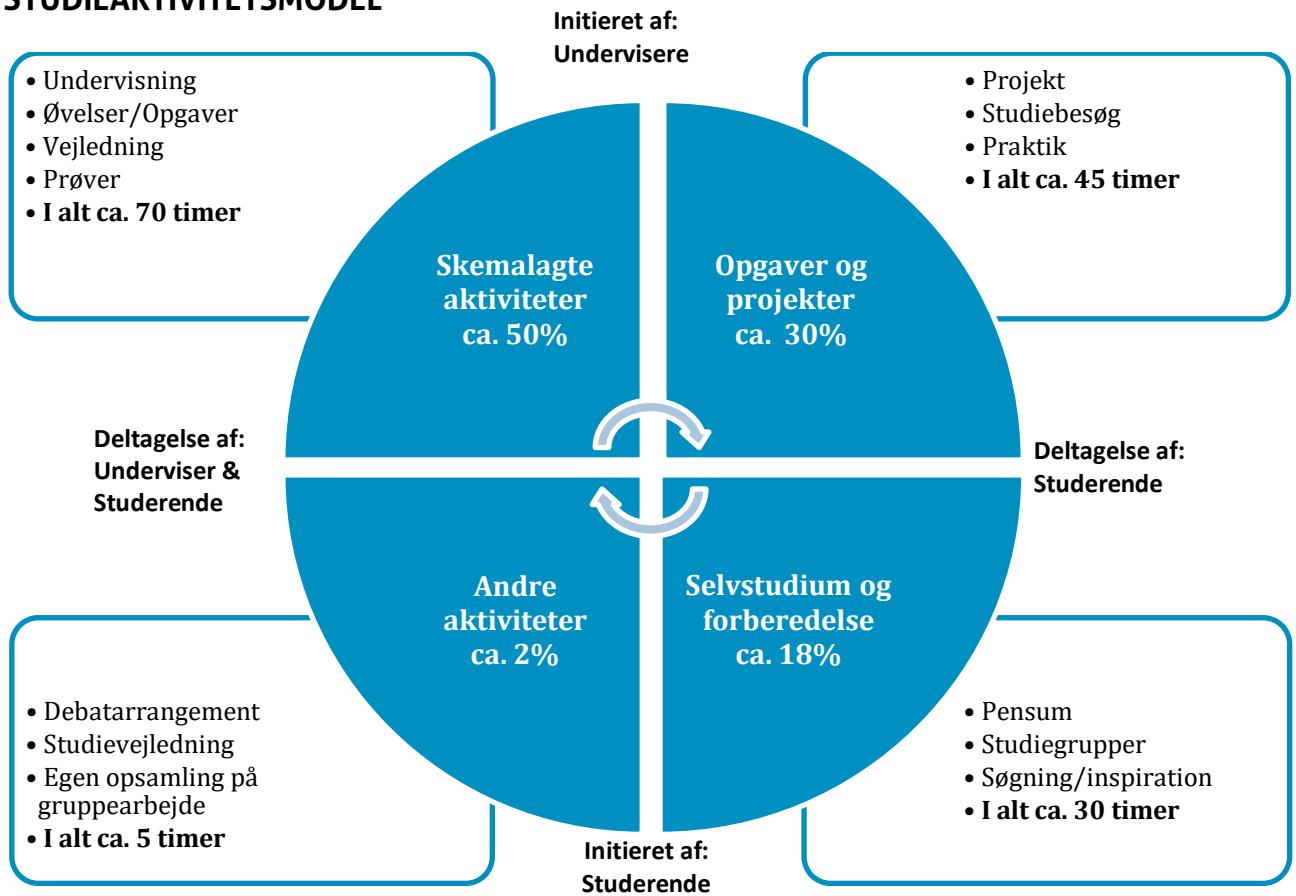 STUDIEAKTIVITETSMODEL
Initieret af:
Undervisere
• Undervisning
• Øvelser/Opgaver
• Vejledning
• Prøver
• I alt ca. 70 timer
• Projekt
• Studiebesøg
• Praktik
• I alt ca. 45 timer
Skemalagte
aktiviteter
ca. 50%
Opgaver og
projekter
ca. 30%
Deltagelse af:
Underviser &
Studerende
Deltagelse af:
Studerende
Andre
aktiviteter
ca. 2%
Selvstudium og
forberedelse
ca. 18%
• Debatarrangement
• Studievejledning
• Egen opsamling på
gruppearbejde
• I alt ca. 5 timer
• Pensum
• Studiegrupper
• Søgning/inspiration
• I alt ca. 30 timer
Initieret af:
Studerende